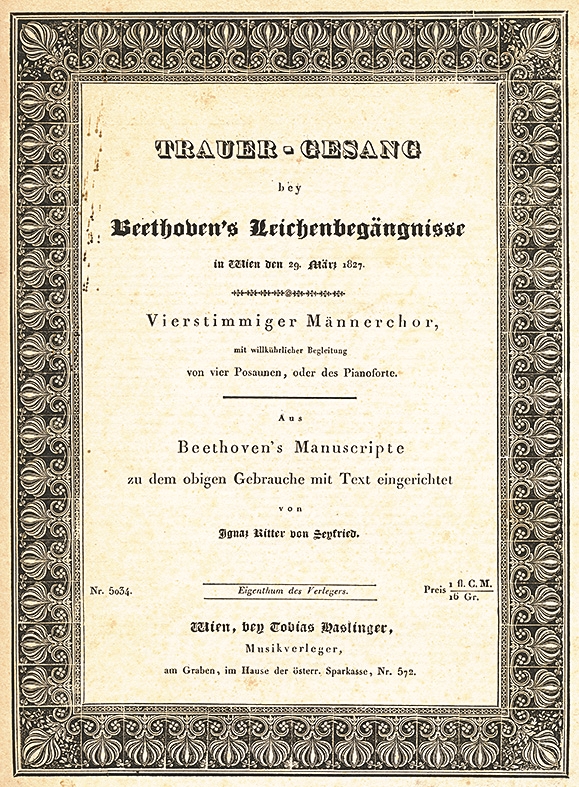 TRAUER-GESANG
bey
Beethoven's Leichenbegängnisse
in Wien den 29. März 1827.
Vierstimmiger Männerchor,
mit willkührlicher Begleitung
von vier Posaunen, oder des Pianoforte.
Aus
Beethoven's Manuscripte
zu dem obigen Gebrauche mit Text eingerichtet
von
Ignaz Ritter von Seyfried.
Nr. 5034.
Eigenthum des Verlegers.
Preis 1 fl. C. M.
16 Gr.
Wien, bey Tobias Haslinger,
Musikverleger,
am Graben, im Hause der österr. Sparkasse, Nr. 572.